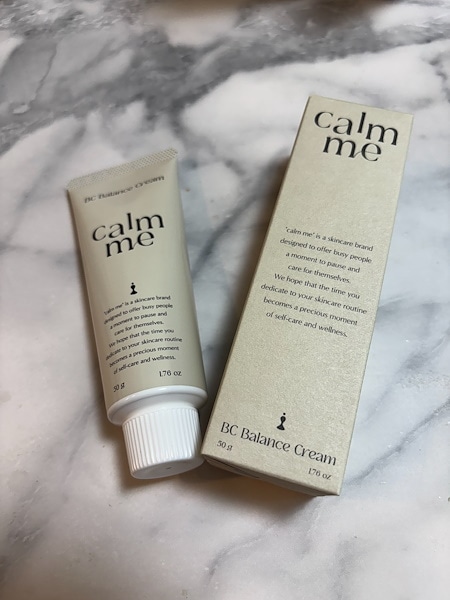 BC Balance Cream
calm
me
"calm me" is a skincare brand
designed to offer busy people
a moment to pause and
care for themselves.
We hope that the time you
dedicate to your skincare routine
becomes a precious moment
of self-care and wellness.
50 g
1.76 oz
calm
me
"calm me" is a skincare brand
designed to offer busy people
a moment to pause and
care for themselves.
We hope that the time you
dedicate to your skincare routine
becomes a precious moment
of self-care and wellness.
BC Balance Cream
50 g
1.76 oz